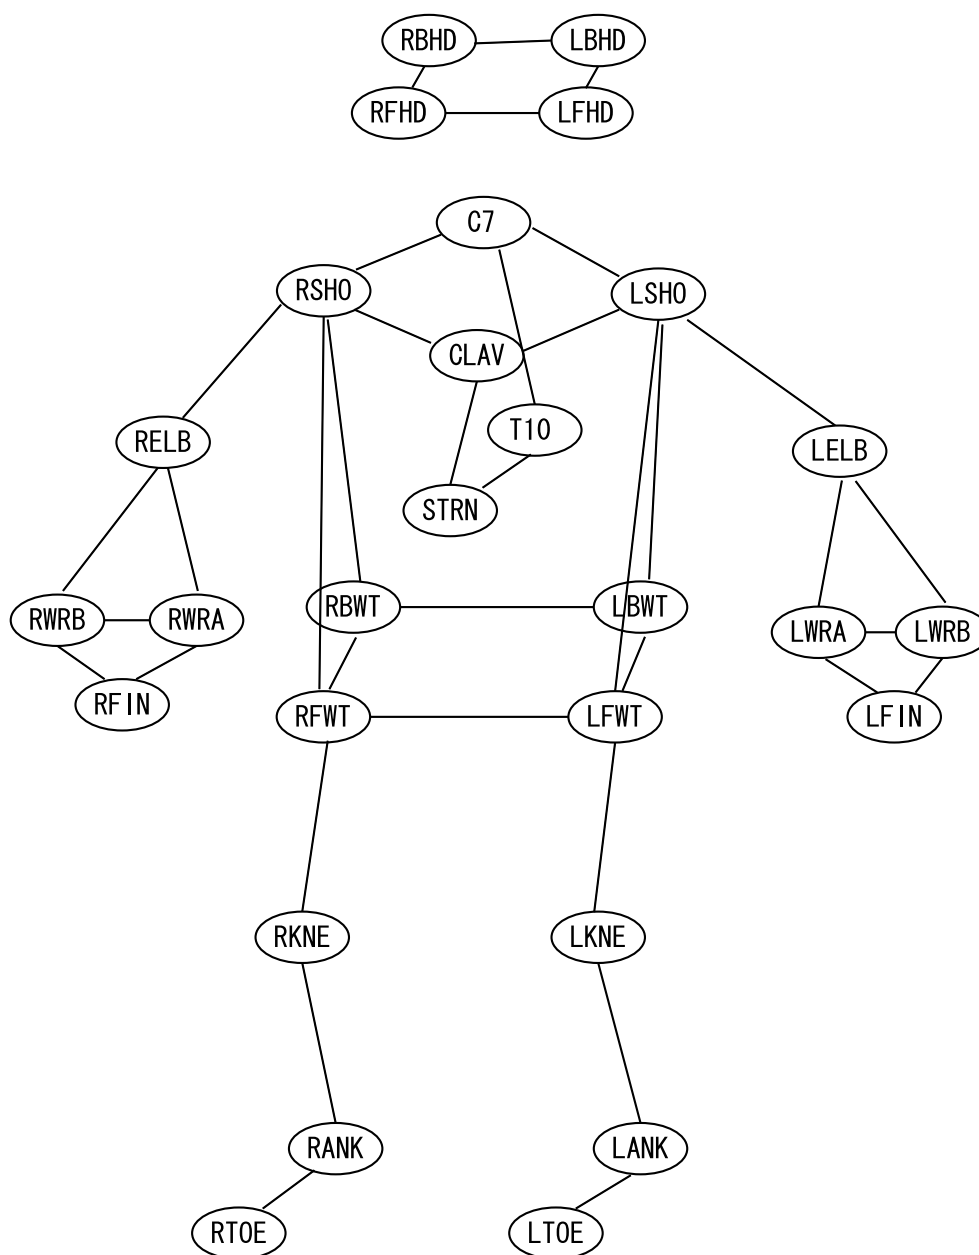 RBHD LBHD
RFHD LFHD
C7
RSHO LSHO
CLAV
T10
RELB LELB
STRN
RBWT LBWT
RWRB RWRA LWRA LWRB
RFIN RFWT LFWT LFIN
RKNE LKNE
RANK LANK
RTOE LTOE